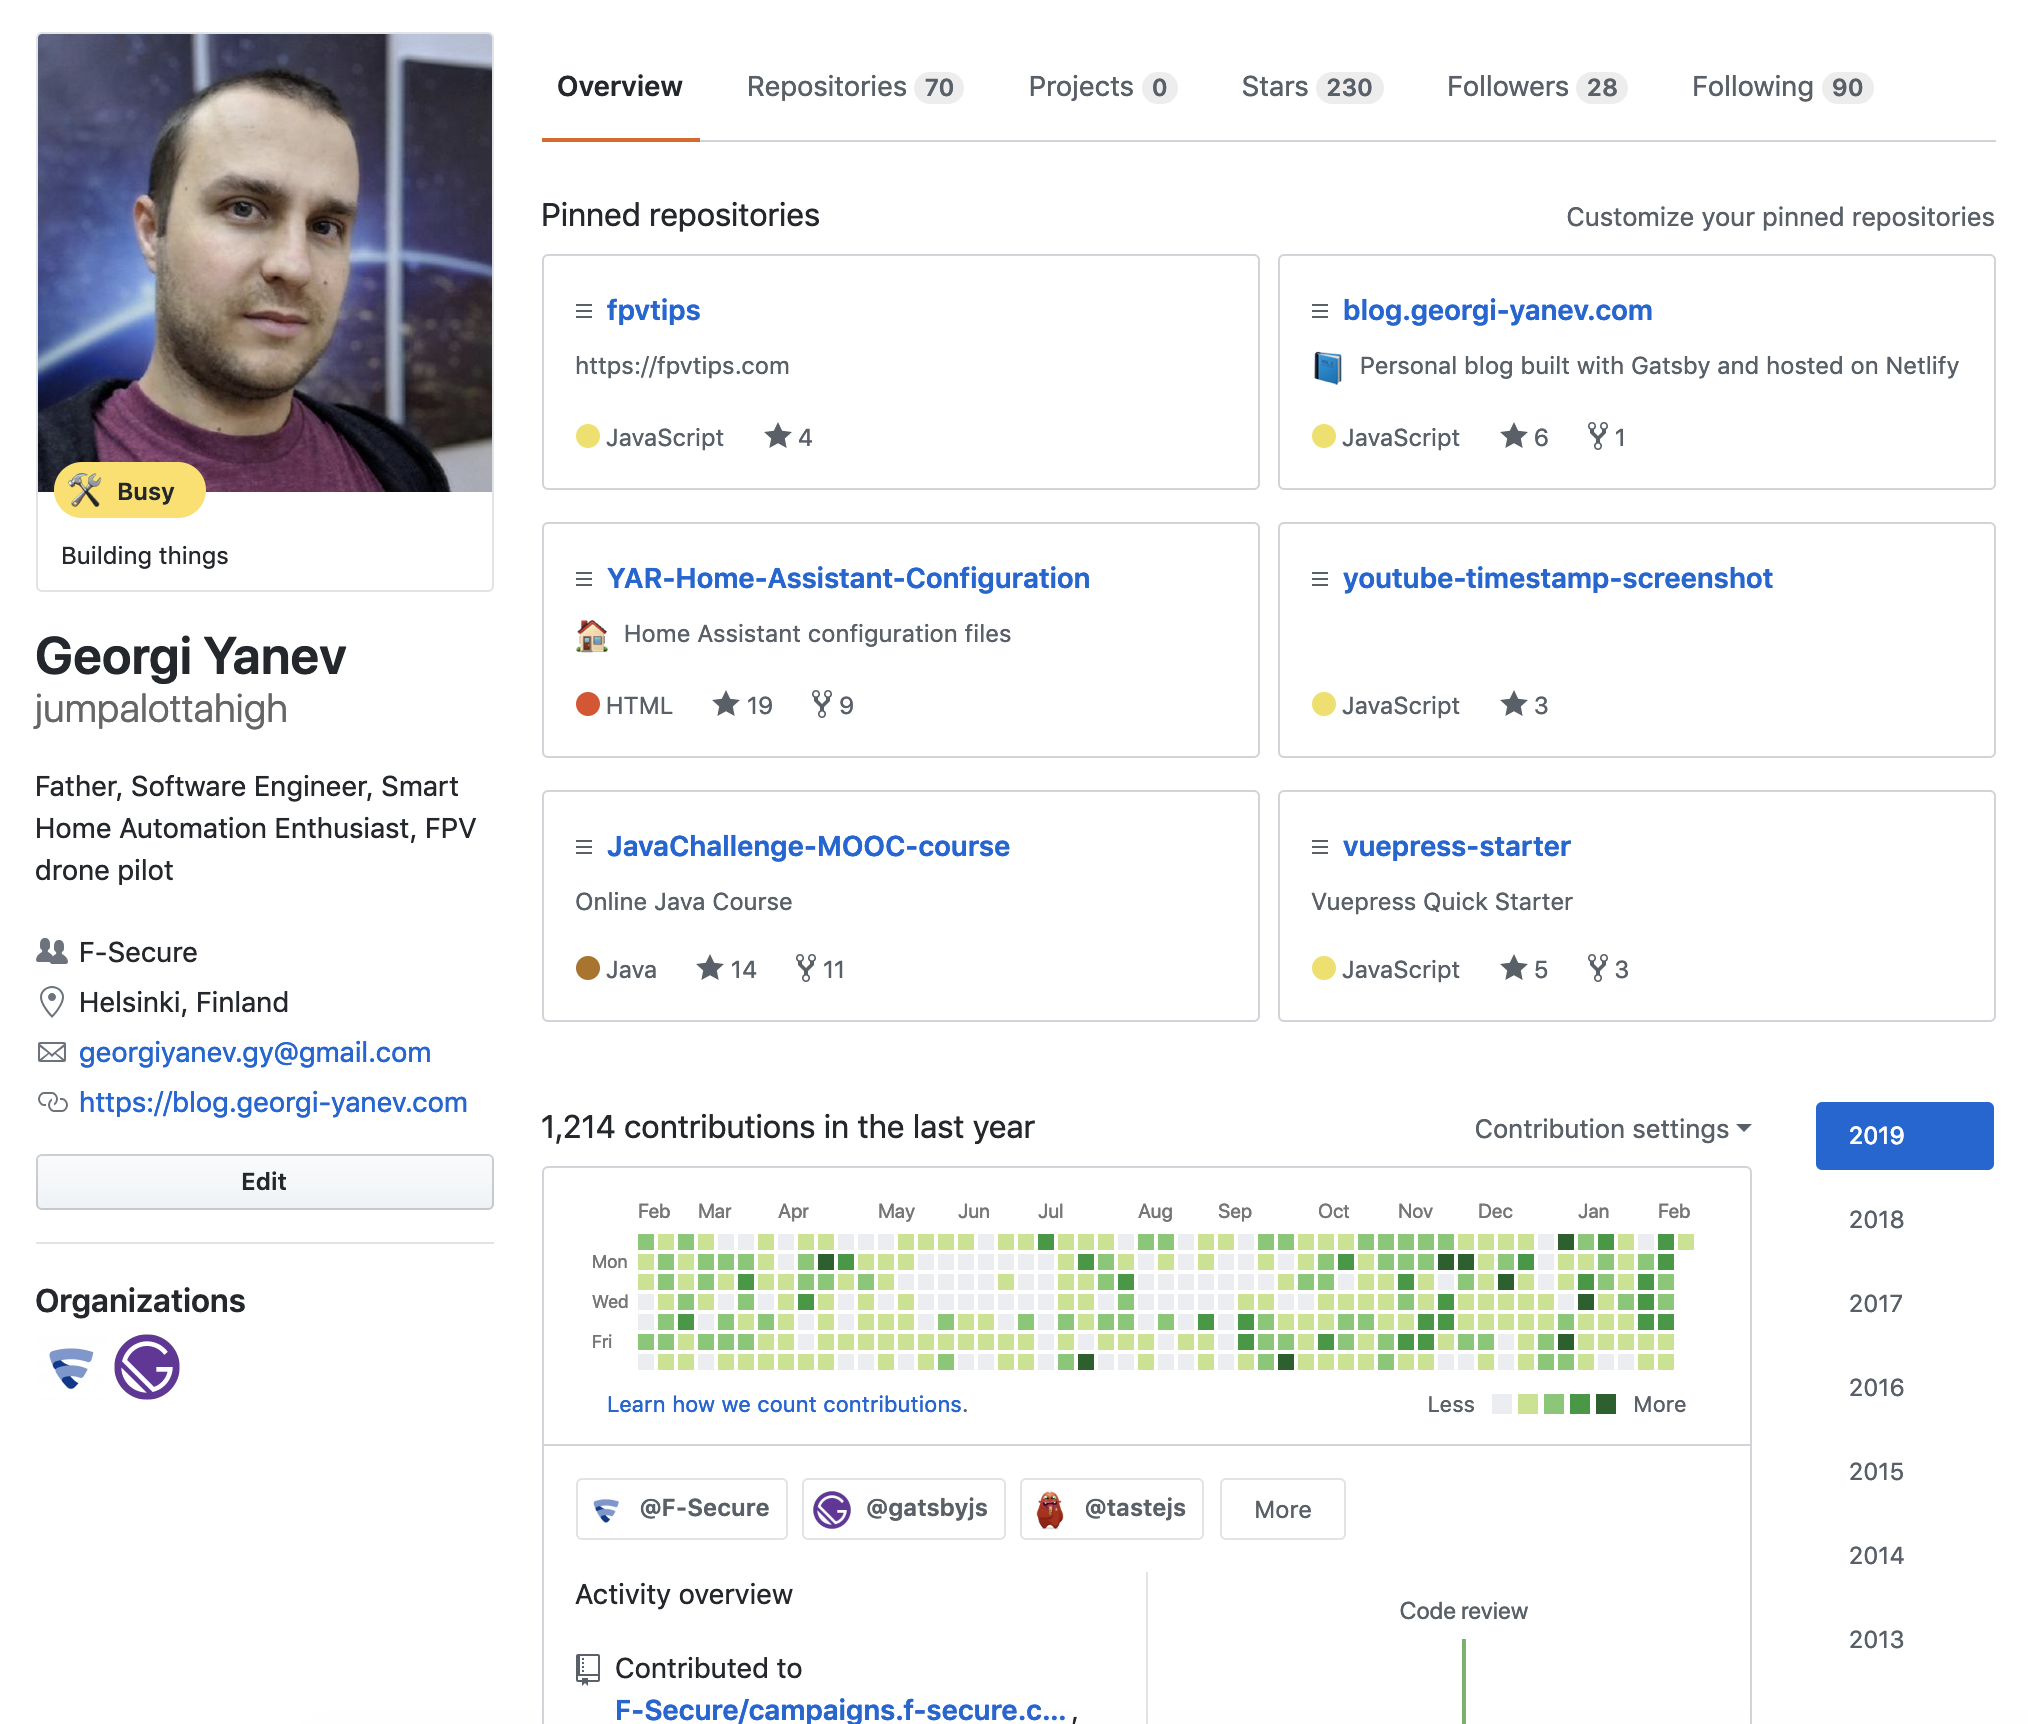 Overview
Repositories 70
Projects 0
Stars 230
Followers 28
Following 90
Busy
Building things
Georgi Yanev
jumpalottahigh
Father, Software Engineer, Smart
Home Automation Enthusiast, FPV
drone pilot
F-Secure
Helsinki, Finland
georgiyanev.gy@gmail.com
https://blog.georgi-yanev.com
Edit
Organizations
Pinned repositories
Customize your pinned repositories
fpvtips
https://fpvtips.com
JavaScript 4
blog.georgi-yanev.com
Personal blog built with Gatsby and hosted on Netlify
JavaScript 6 1
YAR-Home-Assistant-Configuration
Home Assistant configuration files
HTML 19 9
youtube-timestamp-screenshot
JavaScript 3
JavaChallenge-MOOC-course
Online Java Course
Java 14 11
vuepress-starter
Vuepress Quick Starter
JavaScript 5 3
1,214 contributions in the last year
Contribution settings
Feb Mar Apr May Jun Jul Aug Sep Oct Nov Dec Jan Feb
Mon
Wed
Fri
Learn how we count contributions.
Less More
@F-Secure
@gatsbyjs
@tastejs
More
Activity overview
Contributed to
F-Secure/campaigns.f-secure.c... ,
Code review
2019
2018
2017
2016
2015
2014
2013